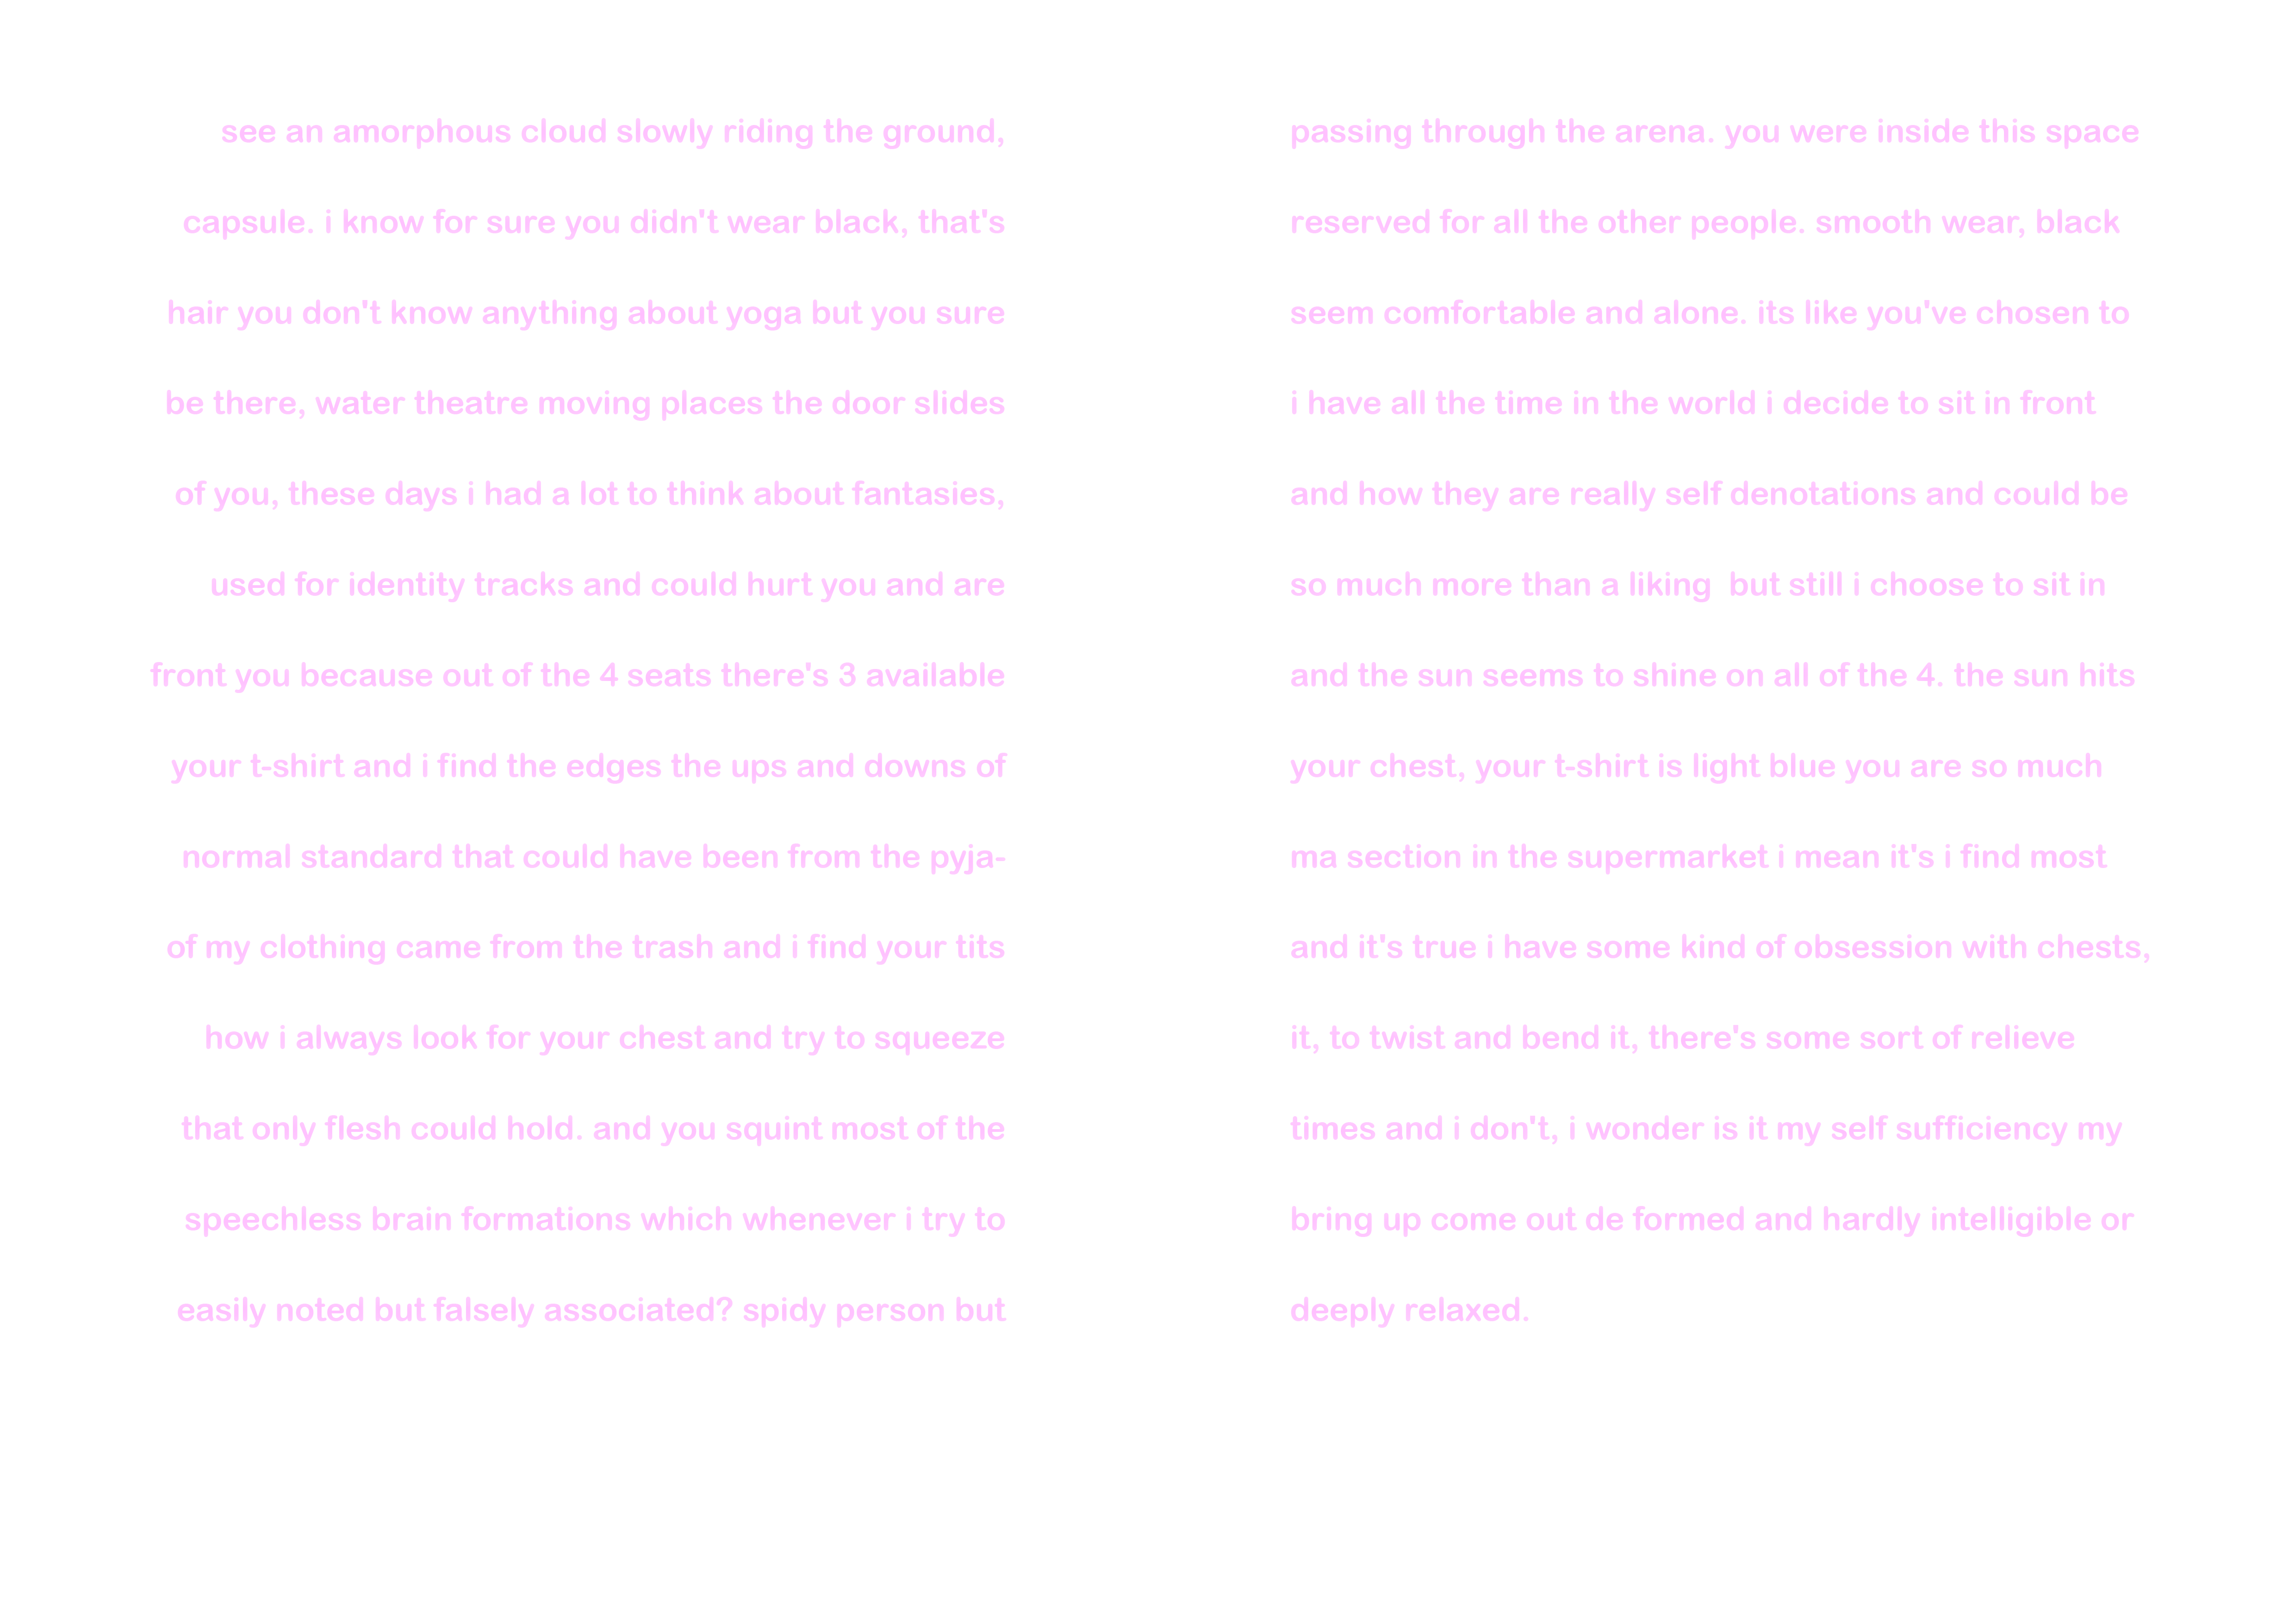 see an amorphous cloud slowly riding the ground, passing through the arena. you were inside this space
capsule. i know for sure you didn't wear black, that's reserved for all the other people. smooth wear, black
hair you don't know anything about yoga but you sure seem comfortable and alone. its like you've chosen to
be there, water theatre moving places the door slides i have all the time in the world i decide to sit in front
of you, these days i had a lot to think about fantasies, and how they are really self denotations and could be
used for identity tracks and could hurt you and are so much more than a liking  but still i choose to sit in
front you because out of the 4 seats there's 3 available and the sun seems to shine on all of the 4. the sun hits
your t-shirt and i find the edges the ups and downs of your chest, your t-shirt is light blue you are so much
normal standard that could have been from the pyja- ma section in the supermarket i mean it's i find most
of my clothing came from the trash and i find your tits and it's true i have some kind of obsession with chests,
how i always look for your chest and try to squeeze it, to twist and bend it, there's some sort of relieve
that only flesh could hold. and you squint most of the times and i don't, i wonder is it my self sufficiency my
speechless brain formations which whenever i try to bring up come out de formed and hardly intelligible or
easily noted but falsely associated? spidy person but deeply relaxed.